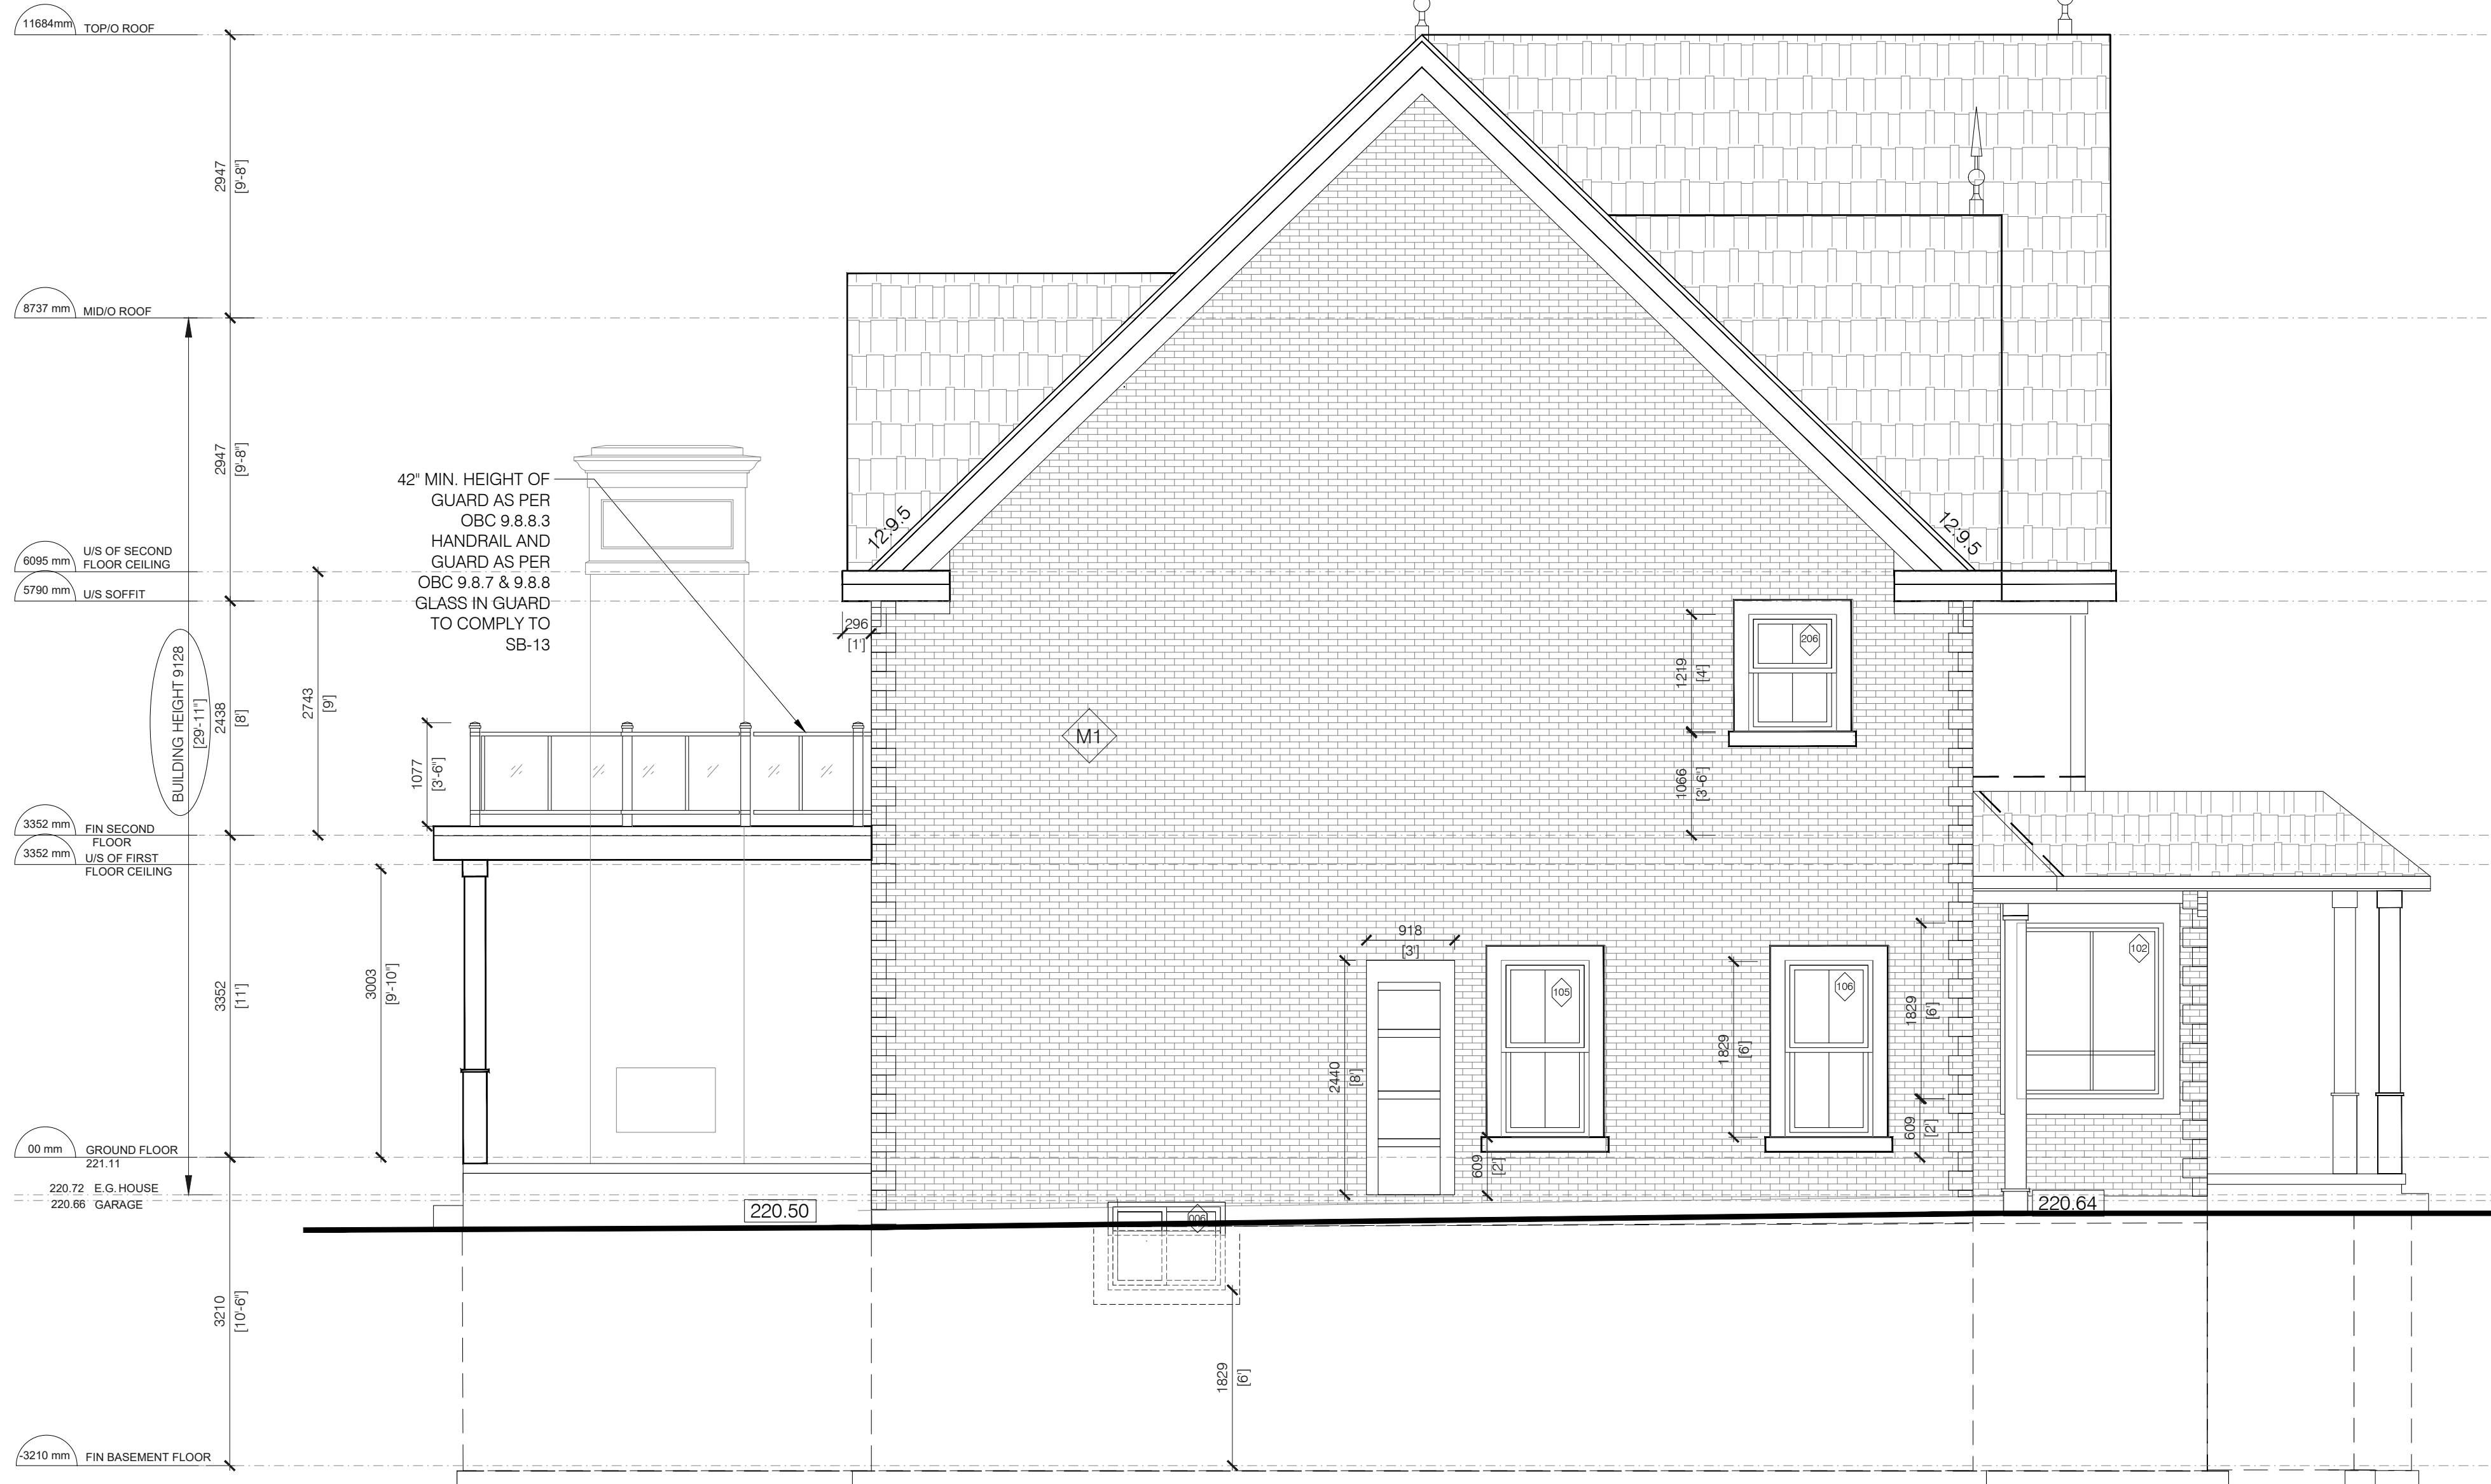 11684mm
TOP/O ROOF
2947
[9'-8"]
8737 mm
MID/O ROOF
2947
[9'-8"]
42" MIN. HEIGHT OF
GUARD AS PER
OBC 9.8.8.3
HANDRAIL AND
GUARD AS PER
OBC 9.8.7 & 9.8.8
GLASS IN GUARD
TO COMPLY TO
SB-13
12:9.5
12:9.5
6095 mm
U/S OF SECOND
FLOOR CEILING
5790 mm
U/S SOFFIT
296
[1']
BUILDING HEIGHT 9128
[29'-11"]
2438
[8']
2743
[9']
1077
[3'-6"]
M1
206
1219
[4']
1066
[3'-6"]
3352 mm
FIN SECOND
FLOOR
3352 mm
U/S OF FIRST
FLOOR CEILING
3352
[11']
3003
[9'-10"]
918
[3']
2440
[8']
105
609
[2']
106
1829
[6']
1829
[6']
609
[2']
102
00 mm
GROUND FLOOR
221.11
220.72 E.G. HOUSE
220.66 GARAGE
220.50
006
220.64
3210
[10'-6"]
1829
[6']
-3210 mm
FIN BASEMENT FLOOR